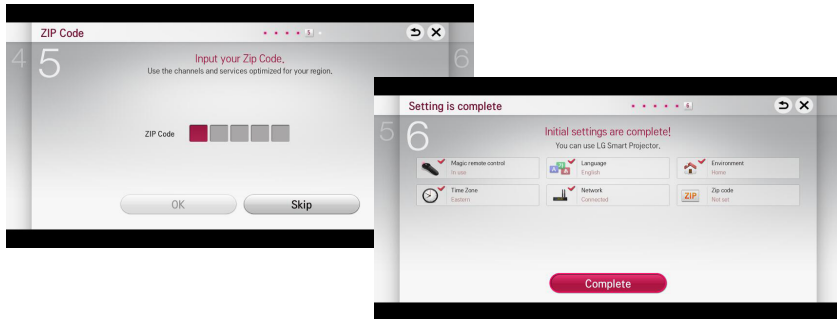 ZIP Code
5
4
5
6
Input your Zip Code.
Use the channels and services optimized for your region.
ZIP Code
OK
Skip
Setting is complete
6
5
6
Initial settings are complete!
You can use LG Smart Projector.
Magic remote control
In use
Language
English
Environment
Home
Time Zone
Eastern
Network
Connected
ZIP
Zip code
Not set
Complete